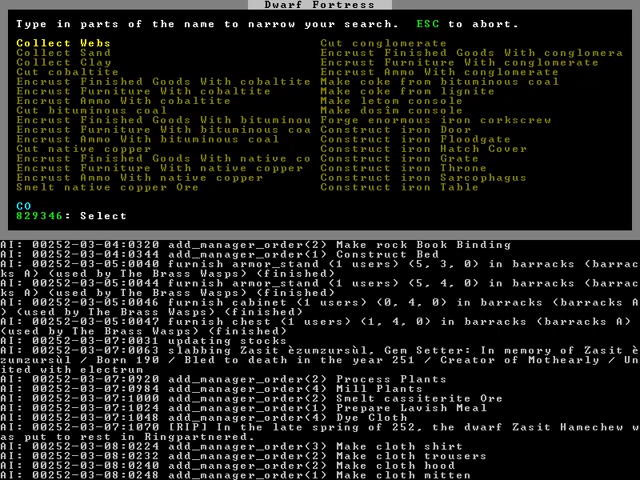 Dwarf Fortress
Type in parts of the name to narrow your search.  ESC to abort.
Collect Webs
Collect Sand
Collect Clay
Cut cobaltite
Encrust Finished Goods With cobaltite
Encrust Furniture With cobaltite
Encrust Ammo With cobaltite
Cut bituminous coal
Encrust Finished Goods With bituminou
Encrust Furniture With bituminous coa
Encrust Ammo With bituminous coal
Cut native copper
Encrust Finished Goods With native co
Encrust Furniture With native copper
Encrust Ammo With native copper
Smelt native copper Ore
Cut conglomerate
Encrust Finished Goods With conglomera
Encrust Furniture With conglomerate
Encrust Ammo With conglomerate
Make coke from bituminous coal
Make coke from lignite
Make letom console
Make dosîm console
Forge enormous iron corkscrew
Construct iron Door
Construct iron Floodgate
Construct iron Hatch Cover
Construct iron Grate
Construct iron Throne
Construct iron Sarcophagus
Construct iron Table
CO
829346: Select
AI: 00252-03-04:0320 add_manager_order(2) Make rock Book Binding
AI: 00252-03-04:0344 add_manager_order(1) Construct Bed
AI: 00252-03-05:0040 furnish armor_stand (1 users) (5, 3, 0) in barracks (barrac
ks A) (used by The Brass Wasps) (finished)
AI: 00252-03-05:0044 furnish armor_stand (1 users) (5, 4, 0) in barracks (barrac
ks A) (used by The Brass Wasps) (finished)
AI: 00252-03-05:0046 furnish cabinet (1 users) (0, 4, 0) in barracks (barracks A
) (used by The Brass Wasps) (finished)
AI: 00252-03-05:0047 furnish chest (1 users) (1, 4, 0) in barracks (barracks A)
(used by The Brass Wasps) (finished)
AI: 00252-03-07:0031 updating stocks
AI: 00252-03-07:0063 slabbing Zasit èzumzursùl, Gem Setter: In memory of Zasit è
zumzursùl / Born 190 / Bled to death in the year 251 / Creator of Mothearly / Un
ited with electrum
AI: 00252-03-07:0920 add_manager_order(2) Process Plants
AI: 00252-03-07:0984 add_manager_order(4) Mill Plants
AI: 00252-03-07:1000 add_manager_order(2) Smelt cassiterite Ore
AI: 00252-03-07:1024 add_manager_order(1) Prepare Lavish Meal
AI: 00252-03-07:1048 add_manager_order(4) Dye Cloth
AI: 00252-03-07:1070 [RIP] In the late spring of 252, the dwarf Zasit Hamechew w
as put to rest in Ringpartnered.
AI: 00252-03-08:0224 add_manager_order(3) Make cloth shirt
AI: 00252-03-08:0232 add_manager_order(2) Make cloth trousers
AI: 00252-03-08:0240 add_manager_order(2) Make cloth hood
AI: 00252-03-08:0248 add_manager_order(1) Make cloth mitten